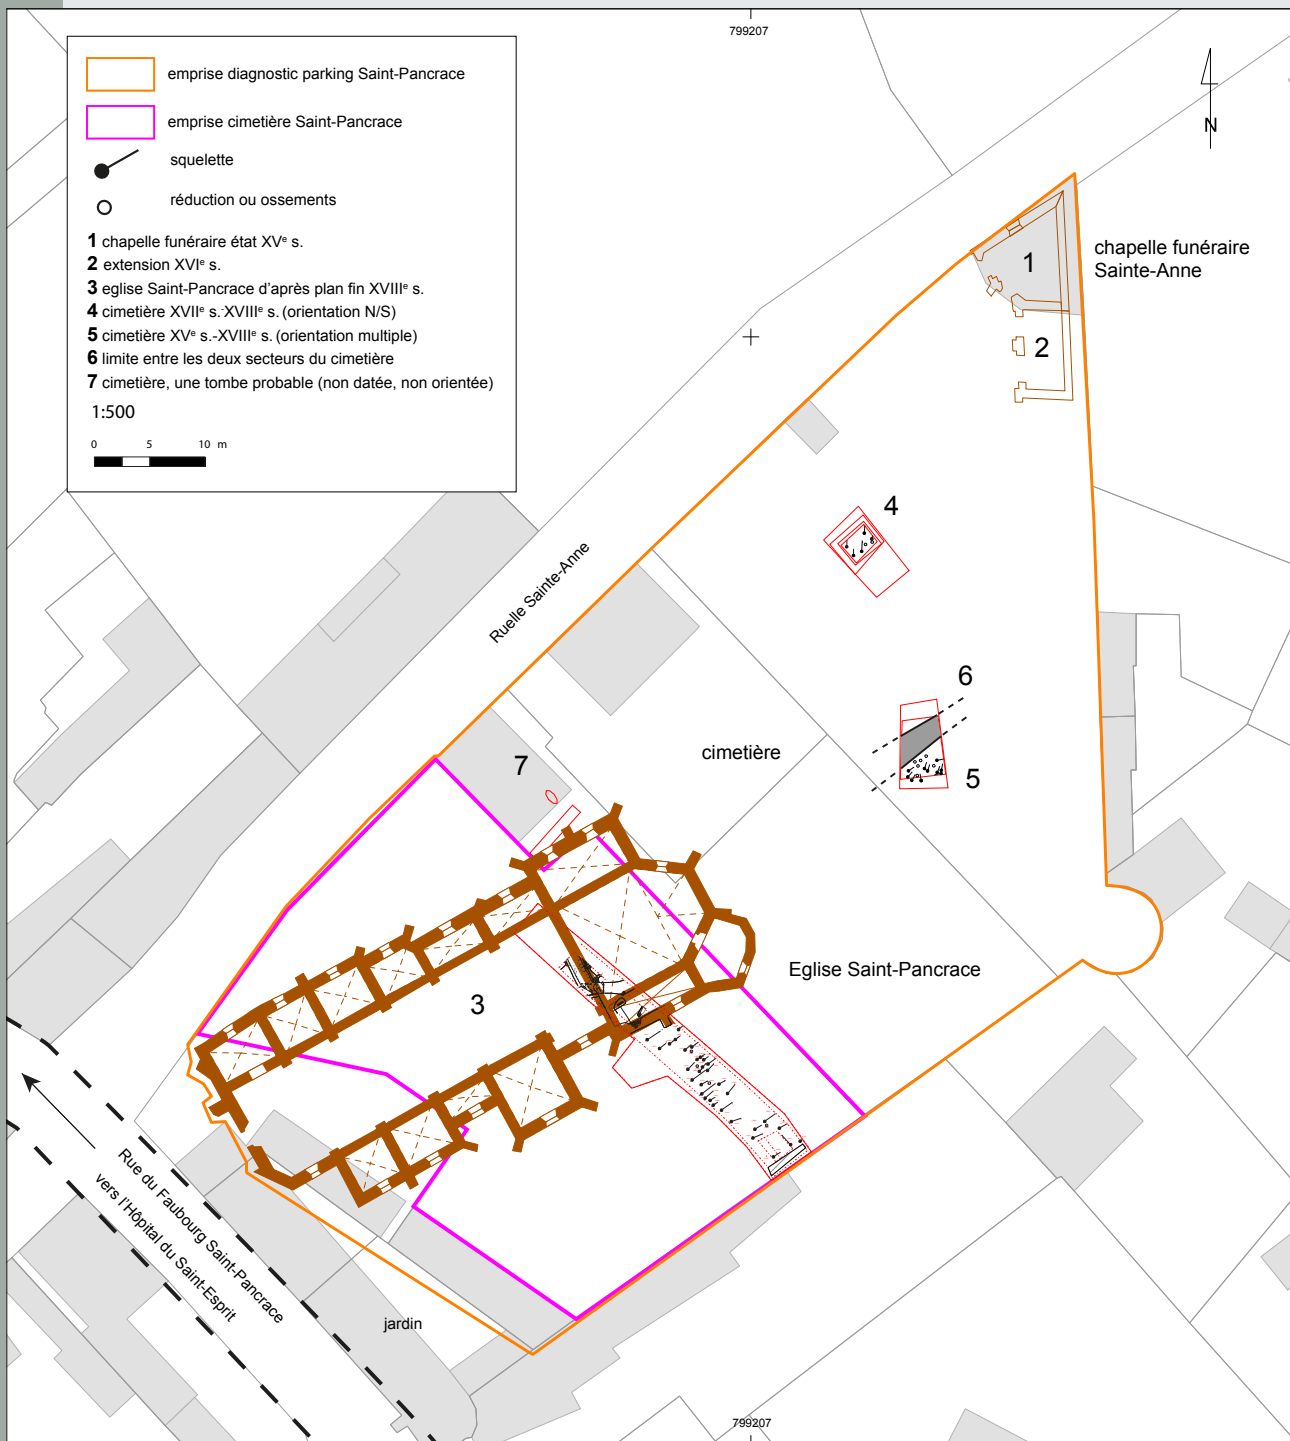 799207
emprise diagnostic parking Saint-Pancrace
emprise cimetière Saint-Pancrace
squelette
réduction ou ossements
1 chapelle funéraire état XVe s.
2 extension XVIe s.
3 eglise Saint-Pancrace d'après plan fin XVIIIe s.
4 cimetière XVIIe s.-XVIIIe s. (orientation N/S)
5 cimetière XVe s.-XVIIIe s. (orientation multiple)
6 limite entre les deux secteurs du cimetière
7 cimetière, une tombe probable (non datée, non orientée)
1:500
0 5 10 m
N
chapelle funéraire
Sainte-Anne
1
2
4
Ruelle Sainte-Anne
6
5
cimetière
7
Eglise Saint-Pancrace
3
Rue du Faubourg Saint-Pancrace
vers l'Hôpital du Saint-Esprit
jardin
799207